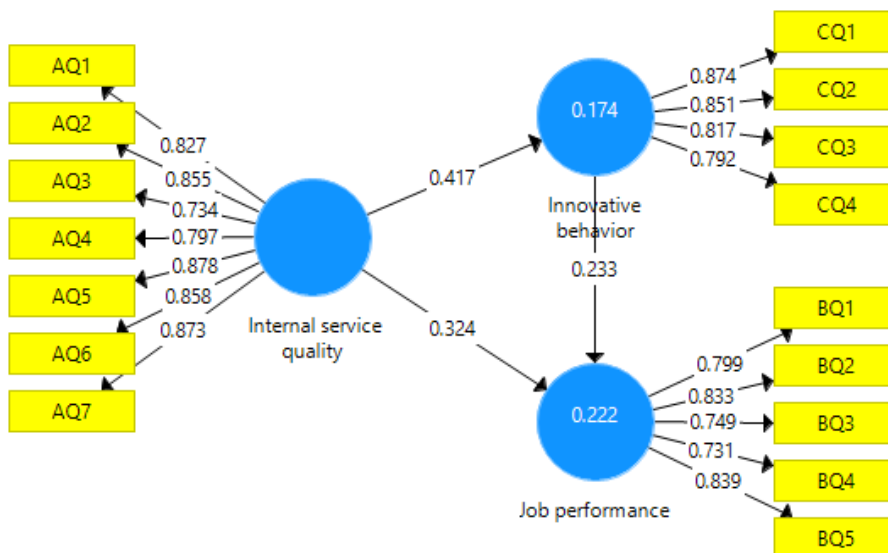 AQ1
AQ2
AQ3
AQ4
AQ5
AQ6
AQ7
0.827
0.855
0.734
0.797
0.878
0.858
0.873
Internal service
quality
0.417
0.324
0.174
Innovative
behavior
0.233
0.222
Job performance
0.874
0.851
0.817
0.792
CQ1
CQ2
CQ3
CQ4
0.799
0.833
0.749
0.731
0.839
BQ1
BQ2
BQ3
BQ4
BQ5